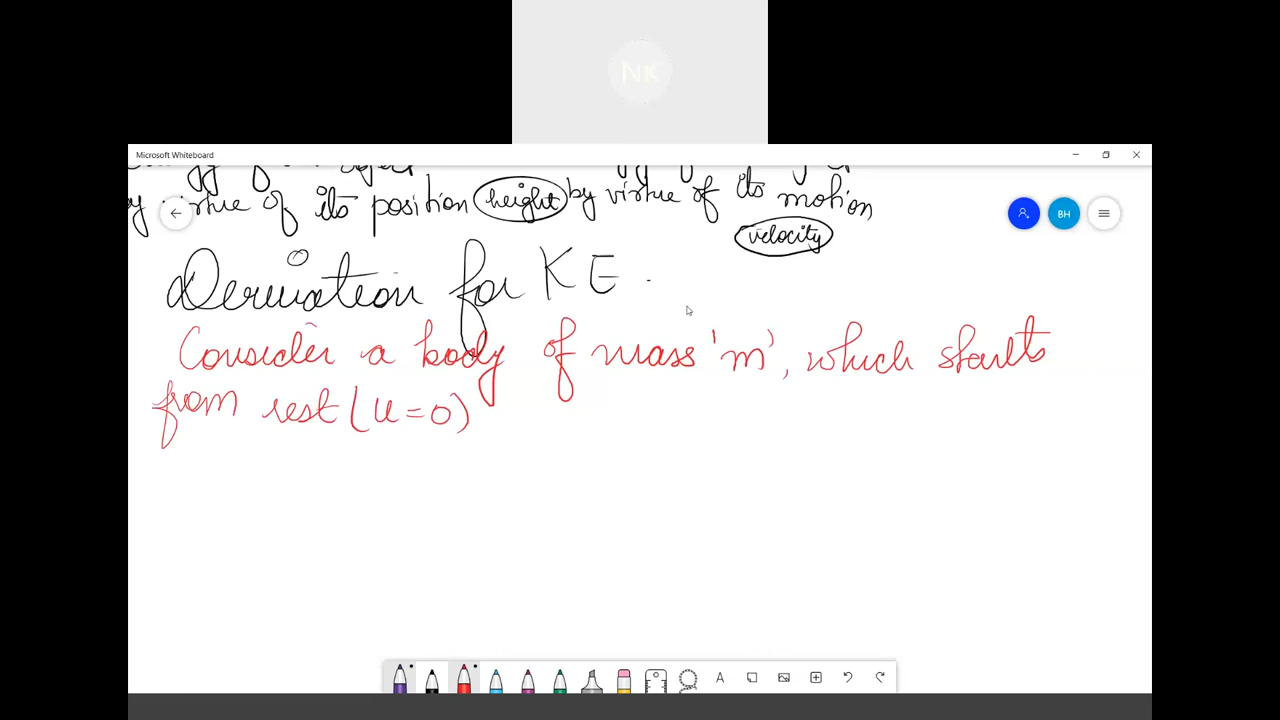 NK
Microsoft Whiteboard
virtue of its position height by virtue of its motion
velocity
BH
Derivation for KE.
Consider a body of mass 'm', which starts
from rest (u=0)
A